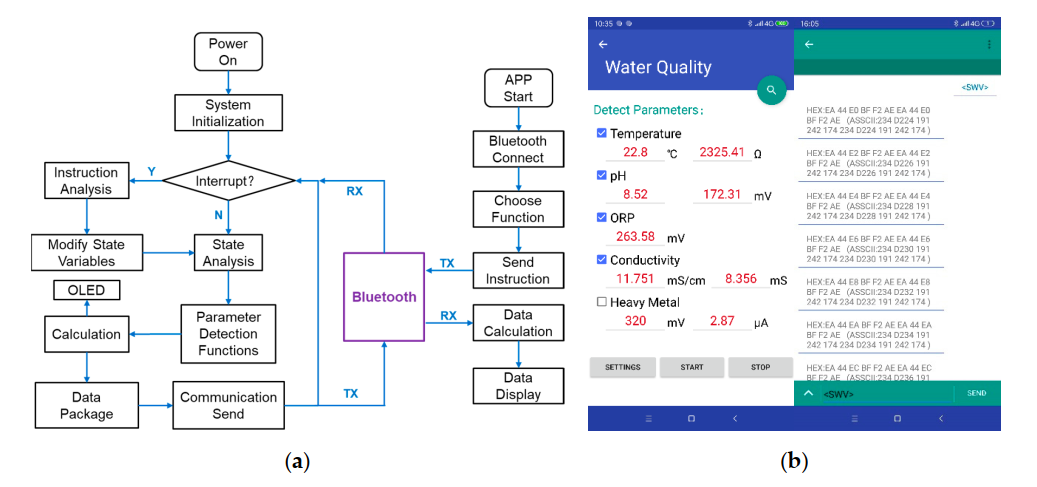 Power
On
System
Initialization
Interrupt?
Y
N
Instruction
Analysis
Modify State
Variables
State
Analysis
OLED
Calculation
Parameter
Detection
Functions
Data
Package
Communication
Send
RX
TX
Bluetooth
TX
RX
APP
Start
Bluetooth
Connect
Choose
Function
Send
Instruction
Data
Calculation
Data
Display
(a)
10:35
4G
Water Quality
Detect Parameters:
Temperature
22.8 ℃ 2325.41 Ω
pH
8.52 172.31 mV
ORP
263.58 mV
Conductivity
11.751 mS/cm 8.356 mS
Heavy Metal
320 mV 2.87 μA
SETTINGS START STOP
16:05
4G
<SWV>
HEX:EA 44 E0 BF F2 AE EA 44 E0
BF F2 AE (ASSCII:234 D224 191
242 174 234 D224 191 242 174 )
HEX:EA 44 E2 BF F2 AE EA 44 E2
BF F2 AE (ASSCII:234 D226 191
242 174 234 D226 191 242 174 )
HEX:EA 44 E4 BF F2 AE EA 44 E4
BF F2 AE (ASSCII:234 D228 191
242 174 234 D228 191 242 174 )
HEX:EA 44 E6 BF F2 AE EA 44 E6
BF F2 AE (ASSCII:234 D230 191
242 174 234 D230 191 242 174 )
HEX:EA 44 E8 BF F2 AE EA 44 E8
BF F2 AE (ASSCII:234 D232 191
242 174 234 D232 191 242 174 )
HEX:EA 44 EA BF F2 AE EA 44 EA
BF F2 AE (ASSCII:234 D234 191
242 174 234 D234 191 242 174 )
HEX:EA 44 EC BF F2 AE EA 44 EC
BF F2 AE (ASSCII:234 D236 191
<SWV> SEND
(b)